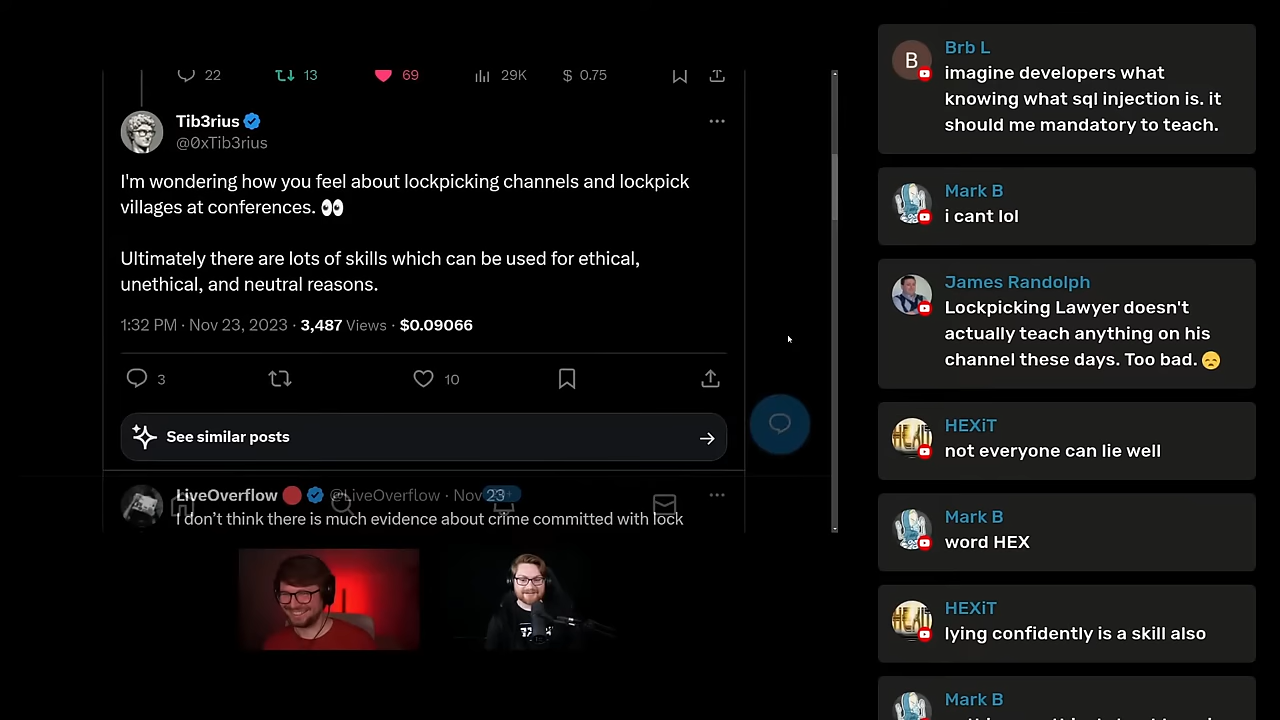 22
13
69
29K
$ 0.75
Tib3rius
@0xTib3rius
I'm wondering how you feel about lockpicking channels and lockpick
villages at conferences. 👀
Ultimately there are lots of skills which can be used for ethical,
unethical, and neutral reasons.
1:32 PM · Nov 23, 2023 · 3,487 Views · $0.09066
3
10
See similar posts
LiveOverflow 🔴 @LiveOverflow · Nov 23
I don't think there is much evidence about crime committed with lock
B
Brb L
imagine developers what
knowing what sql injection is. it
should me mandatory to teach.
Mark B
i cant lol
James Randolph
Lockpicking Lawyer doesn't
actually teach anything on his
channel these days. Too bad. 😞
HEXiT
not everyone can lie well
Mark B
word HEX
HEXiT
lying confidently is a skill also
Mark B